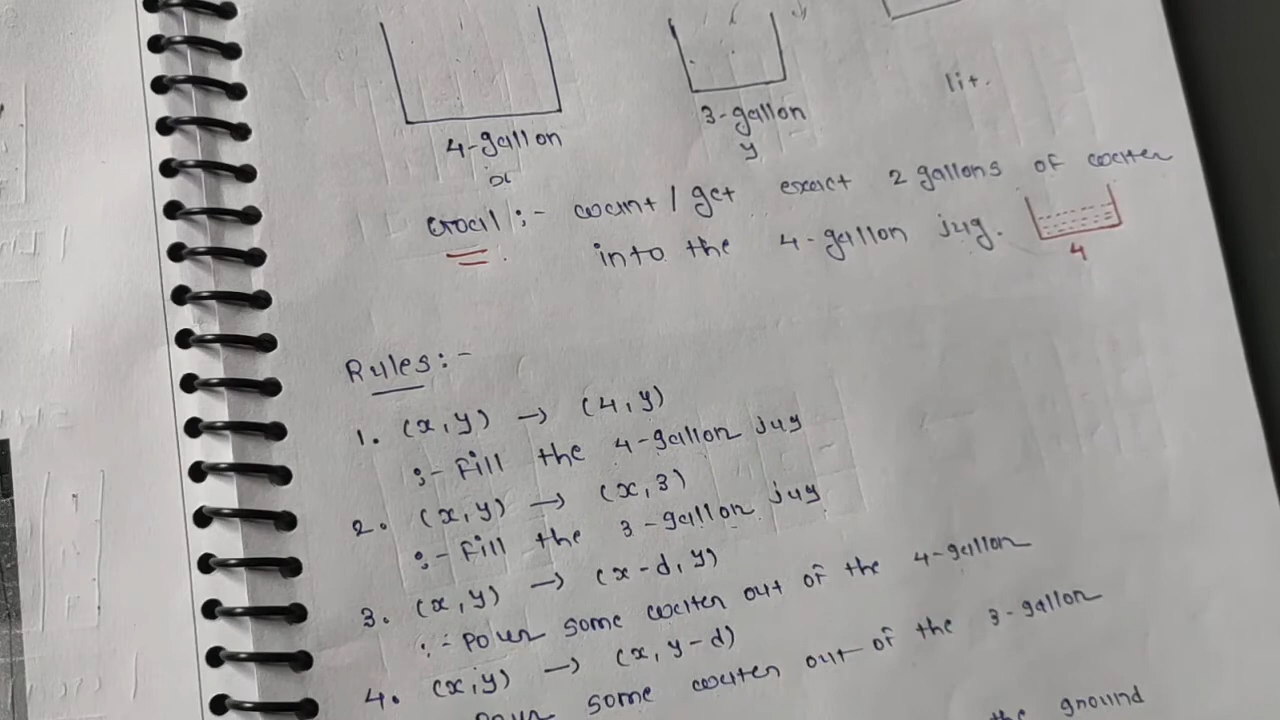 4-gallon
x
3-gallon
y
lit.
Goal :- want / get exact 2 gallons of water
into the 4-gallon jug.
4
Rules :-
1. (x,y) → (4,y)
:- Fill the 4-gallon jug
2. (x,y) → (x,3)
:- Fill the 3-gallon jug
3. (x,y) → (x-d,y)
:- Pour some water out of the 4-gallon
4. (x,y) → (x,y-d)
Pour some water out of the 3-gallon
the ground